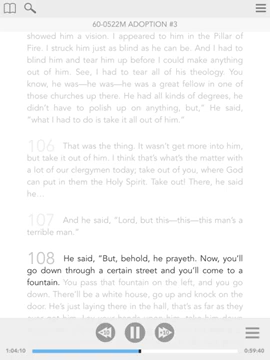 60-0522M ADOPTION #3
showed him a vision. I appeared to him in the Pillar of
Fire. I struck him just as blind as he can be. And I had to
blind him and tear him up before I could make anything
out of him. See, I had to tear all of his theology: You
know, he was—he was—he was a great fellow in one of
those churches up there. He had all kinds of degrees, he
didn't have to polish up on anything, but," He said,
"what I had to do is take it all out of him."
106 That was the thing. It wasn't get more into him,
but take it out of him. I think that's what's the matter with
a lot of our clergymen today; take out of you, where God
can put in them the Holy Spirit. Take out! There, he said
he…
107 And he said, "Lord, but this—this—this man's a
terrible man."
108 He said, "But, behold, he prayeth. Now, you'll
go down through a certain street and you'll come to a
fountain. You pass that fountain on the left, and you go
down. There'll be a white house, go up and knock on the
door. He's just laying there in the hall, that's as far as they
1:04:10 0:59:40